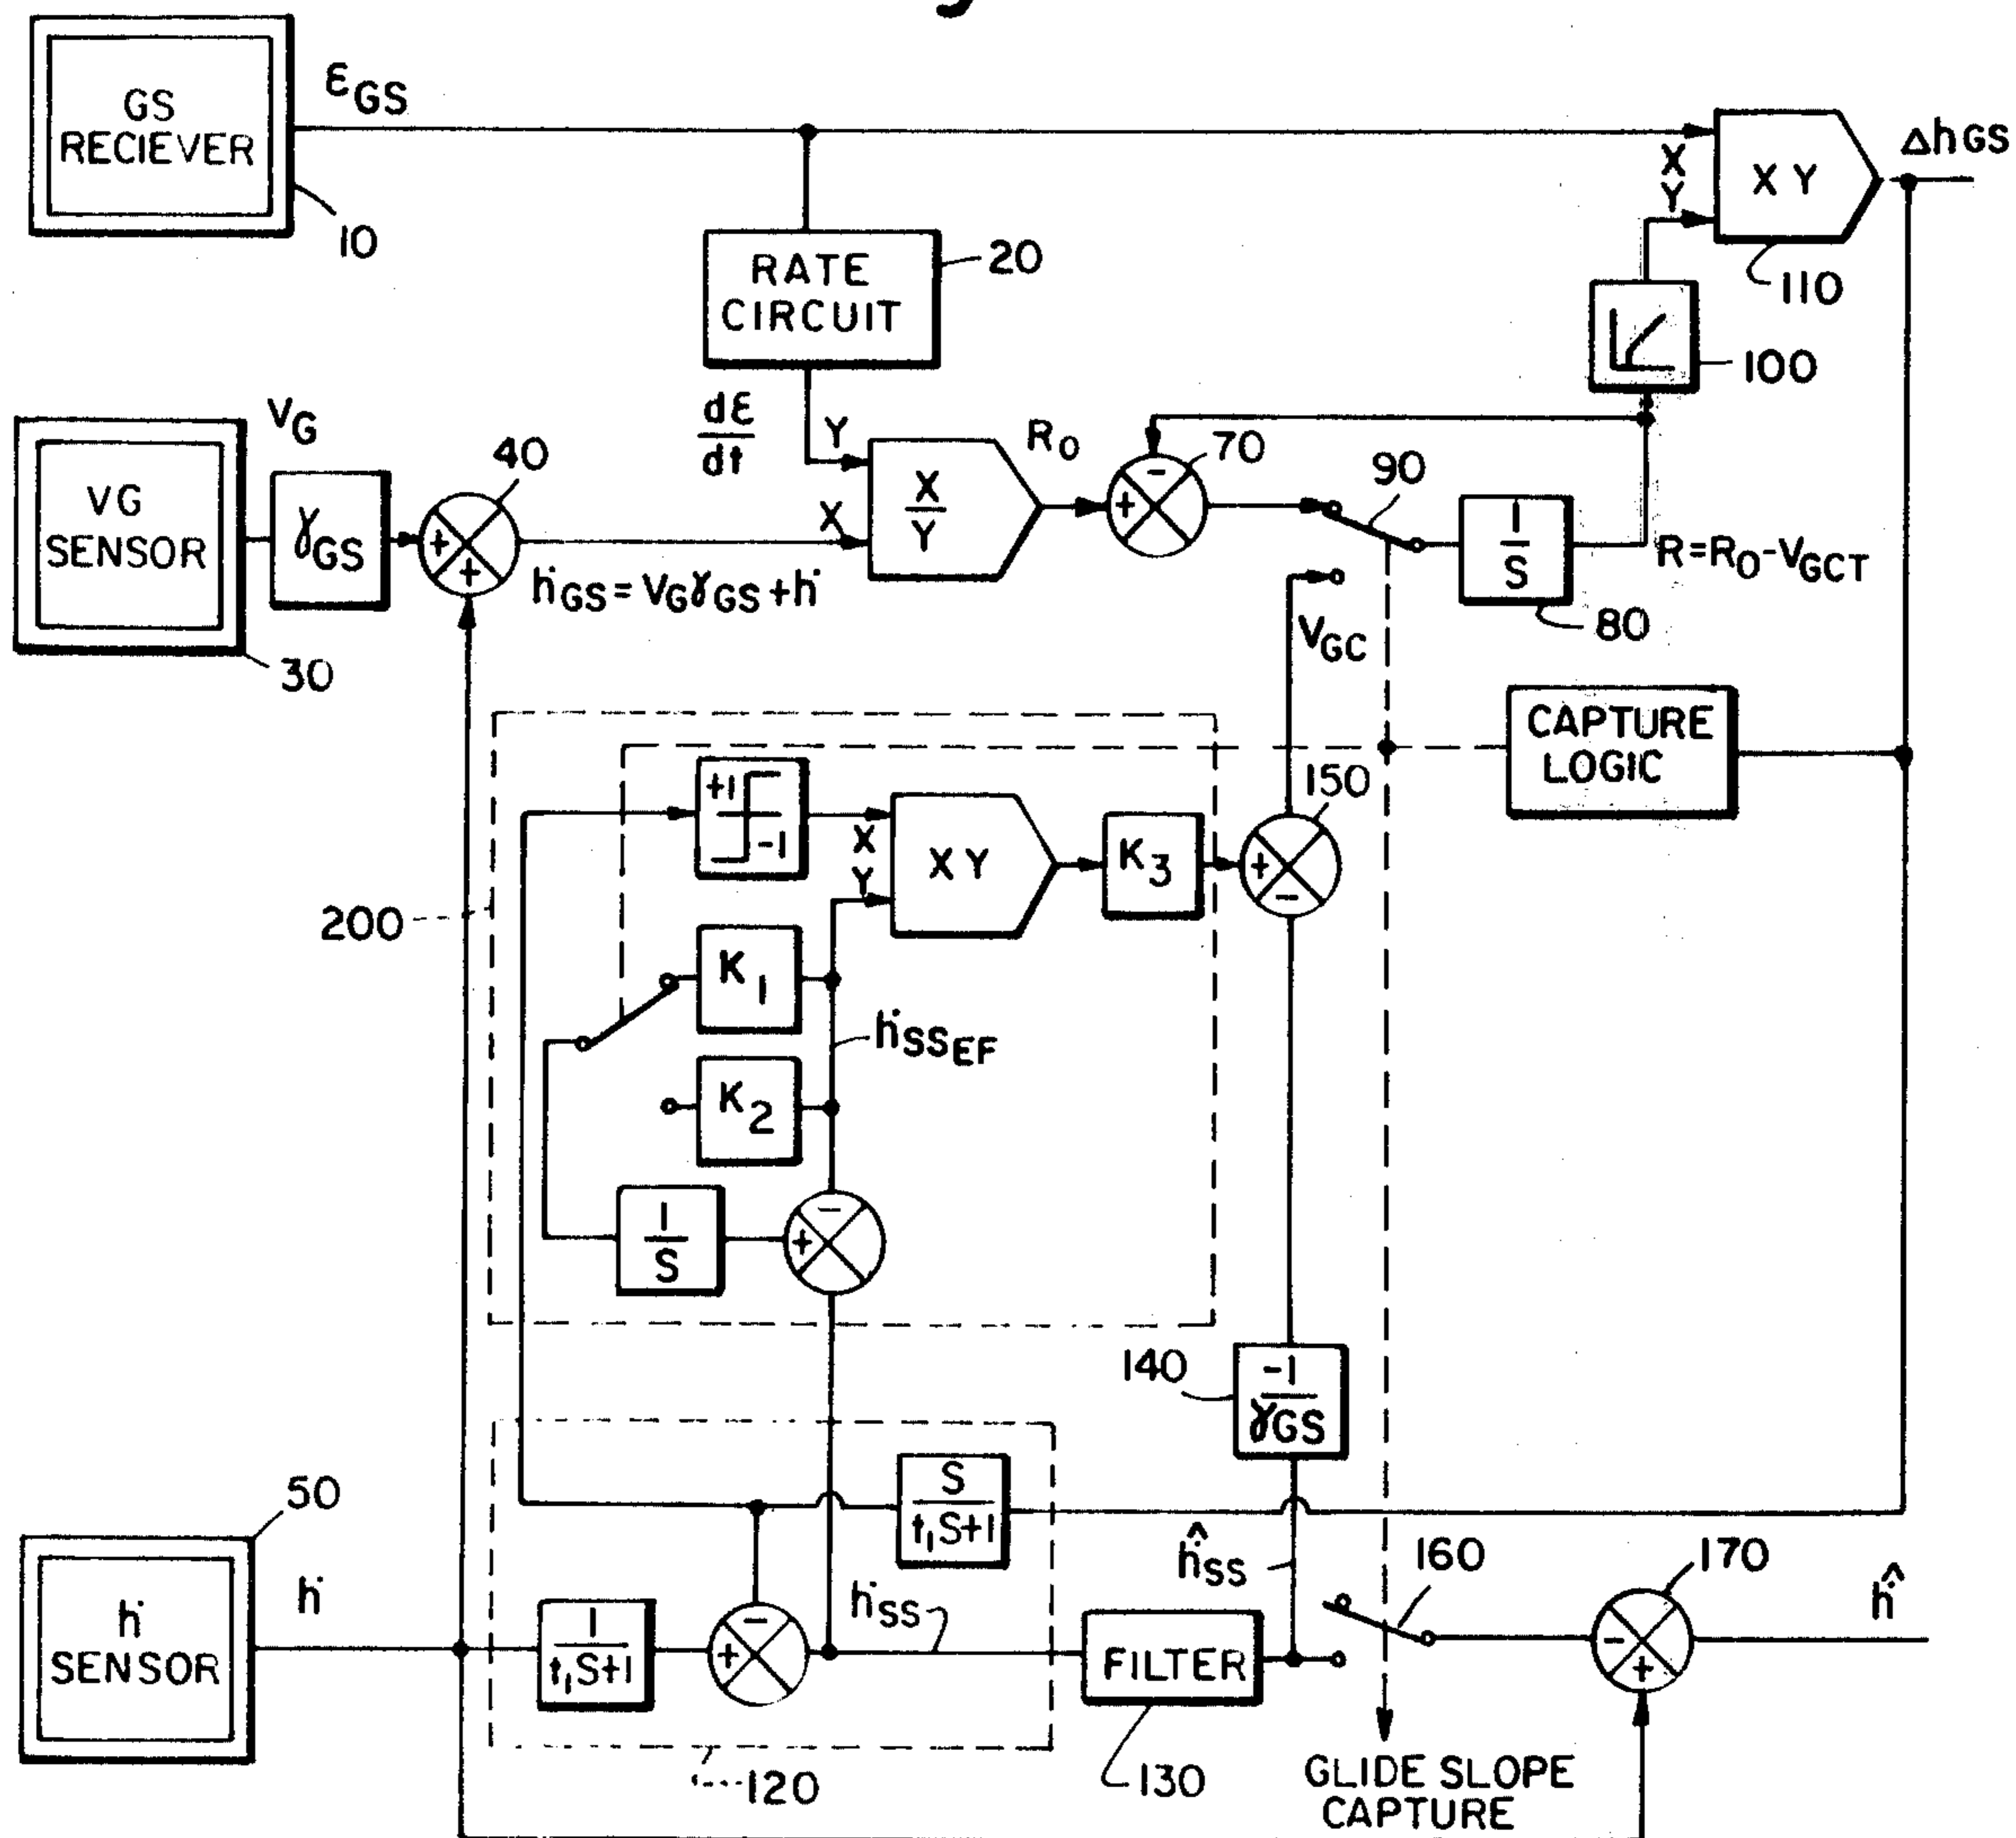 GS
RECIEVER
10
εGS
RATE
CIRCUIT
20
dε
dt
Y
X
X
Y
R₀
VG
SENSOR
30
VG
γGS
40
+
+
ḣGS = VGγGS + ḣ
+
-
70
90
1
S
80
R=R₀-VGCT
VGC
100
X
Y
X Y
110
ΔhGS
CAPTURE
LOGIC
200
+1
-1
X
Y
X Y
K₃
+
-
150
K₁
ḣSSEF
K₂
1
S
+
-
140
-1
γGS
50
ḣ
SENSOR
ḣ
1
t₁S+1
+
-
S
t₁S+1
120
ḣSS
FILTER
130
ḣ̂SS
160
GLIDE SLOPE
CAPTURE
-
+
170
ḣ̂